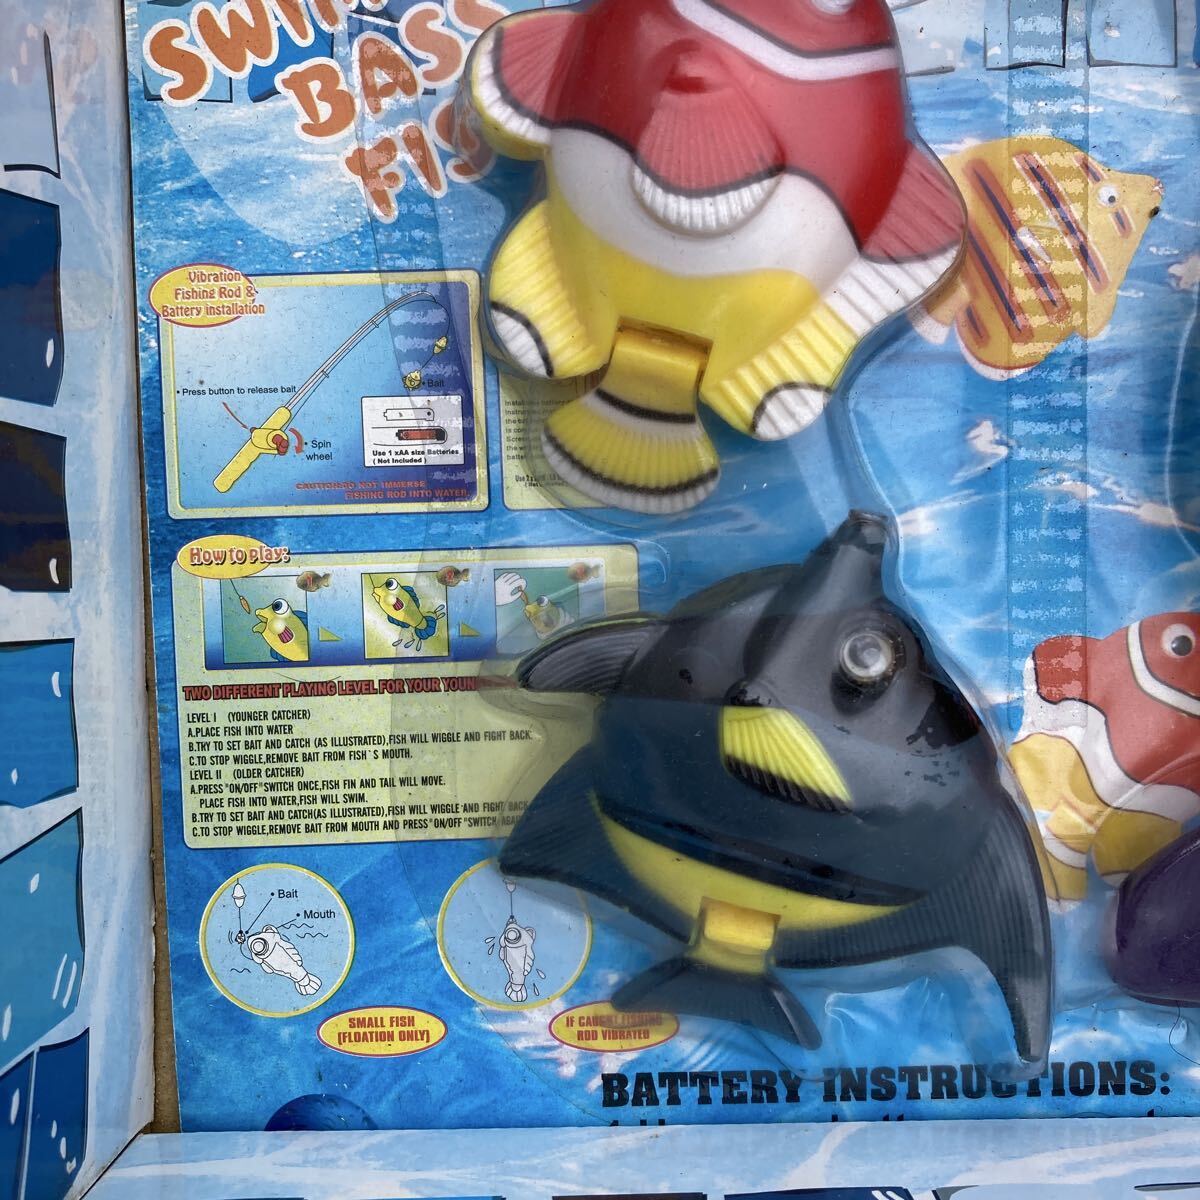 BASS
Vibration
Fishing Rod &
Battery installation
• Press button to release bait
• Bait
• Spin
wheel
Use 1 xAA size Batteries
( Not Included )
CAUTION:DO NOT IMMERSE
FISHING ROD INTO WATER.
How to play:
TWO DIFFERENT PLAYING LEVEL FOR YOUR
LEVEL I (YOUNGER CATCHER)
A.PLACE FISH INTO WATER
B.TRY TO SET BAIT AND CATCH (AS ILLUSTRATED),FISH WILL WIGGLE AND FIGHT BACK.
C.TO STOP WIGGLE,REMOVE BAIT FROM FISH`S MOUTH.
LEVEL II (OLDER CATCHER)
A.PRESS "ON/OFF" SWITCH ONCE,FISH FIN AND TAIL WILL MOVE.
PLACE FISH INTO WATER,FISH WILL SWIM.
B.TRY TO SET BAIT AND CATCH(AS ILLUSTRATED),FISH WILL WIGGLE AND FIGHT BACK
C.TO STOP WIGGLE,REMOVE BAIT FROM MOUTH AND PRESS "ON/OFF "SWITCH AGAIN
• Bait
• Mouth
SMALL FISH
(FLOATION ONLY)
IF CAUGHT FISHING
ROD VIBRATED
BATTERY INSTRUCTIONS: